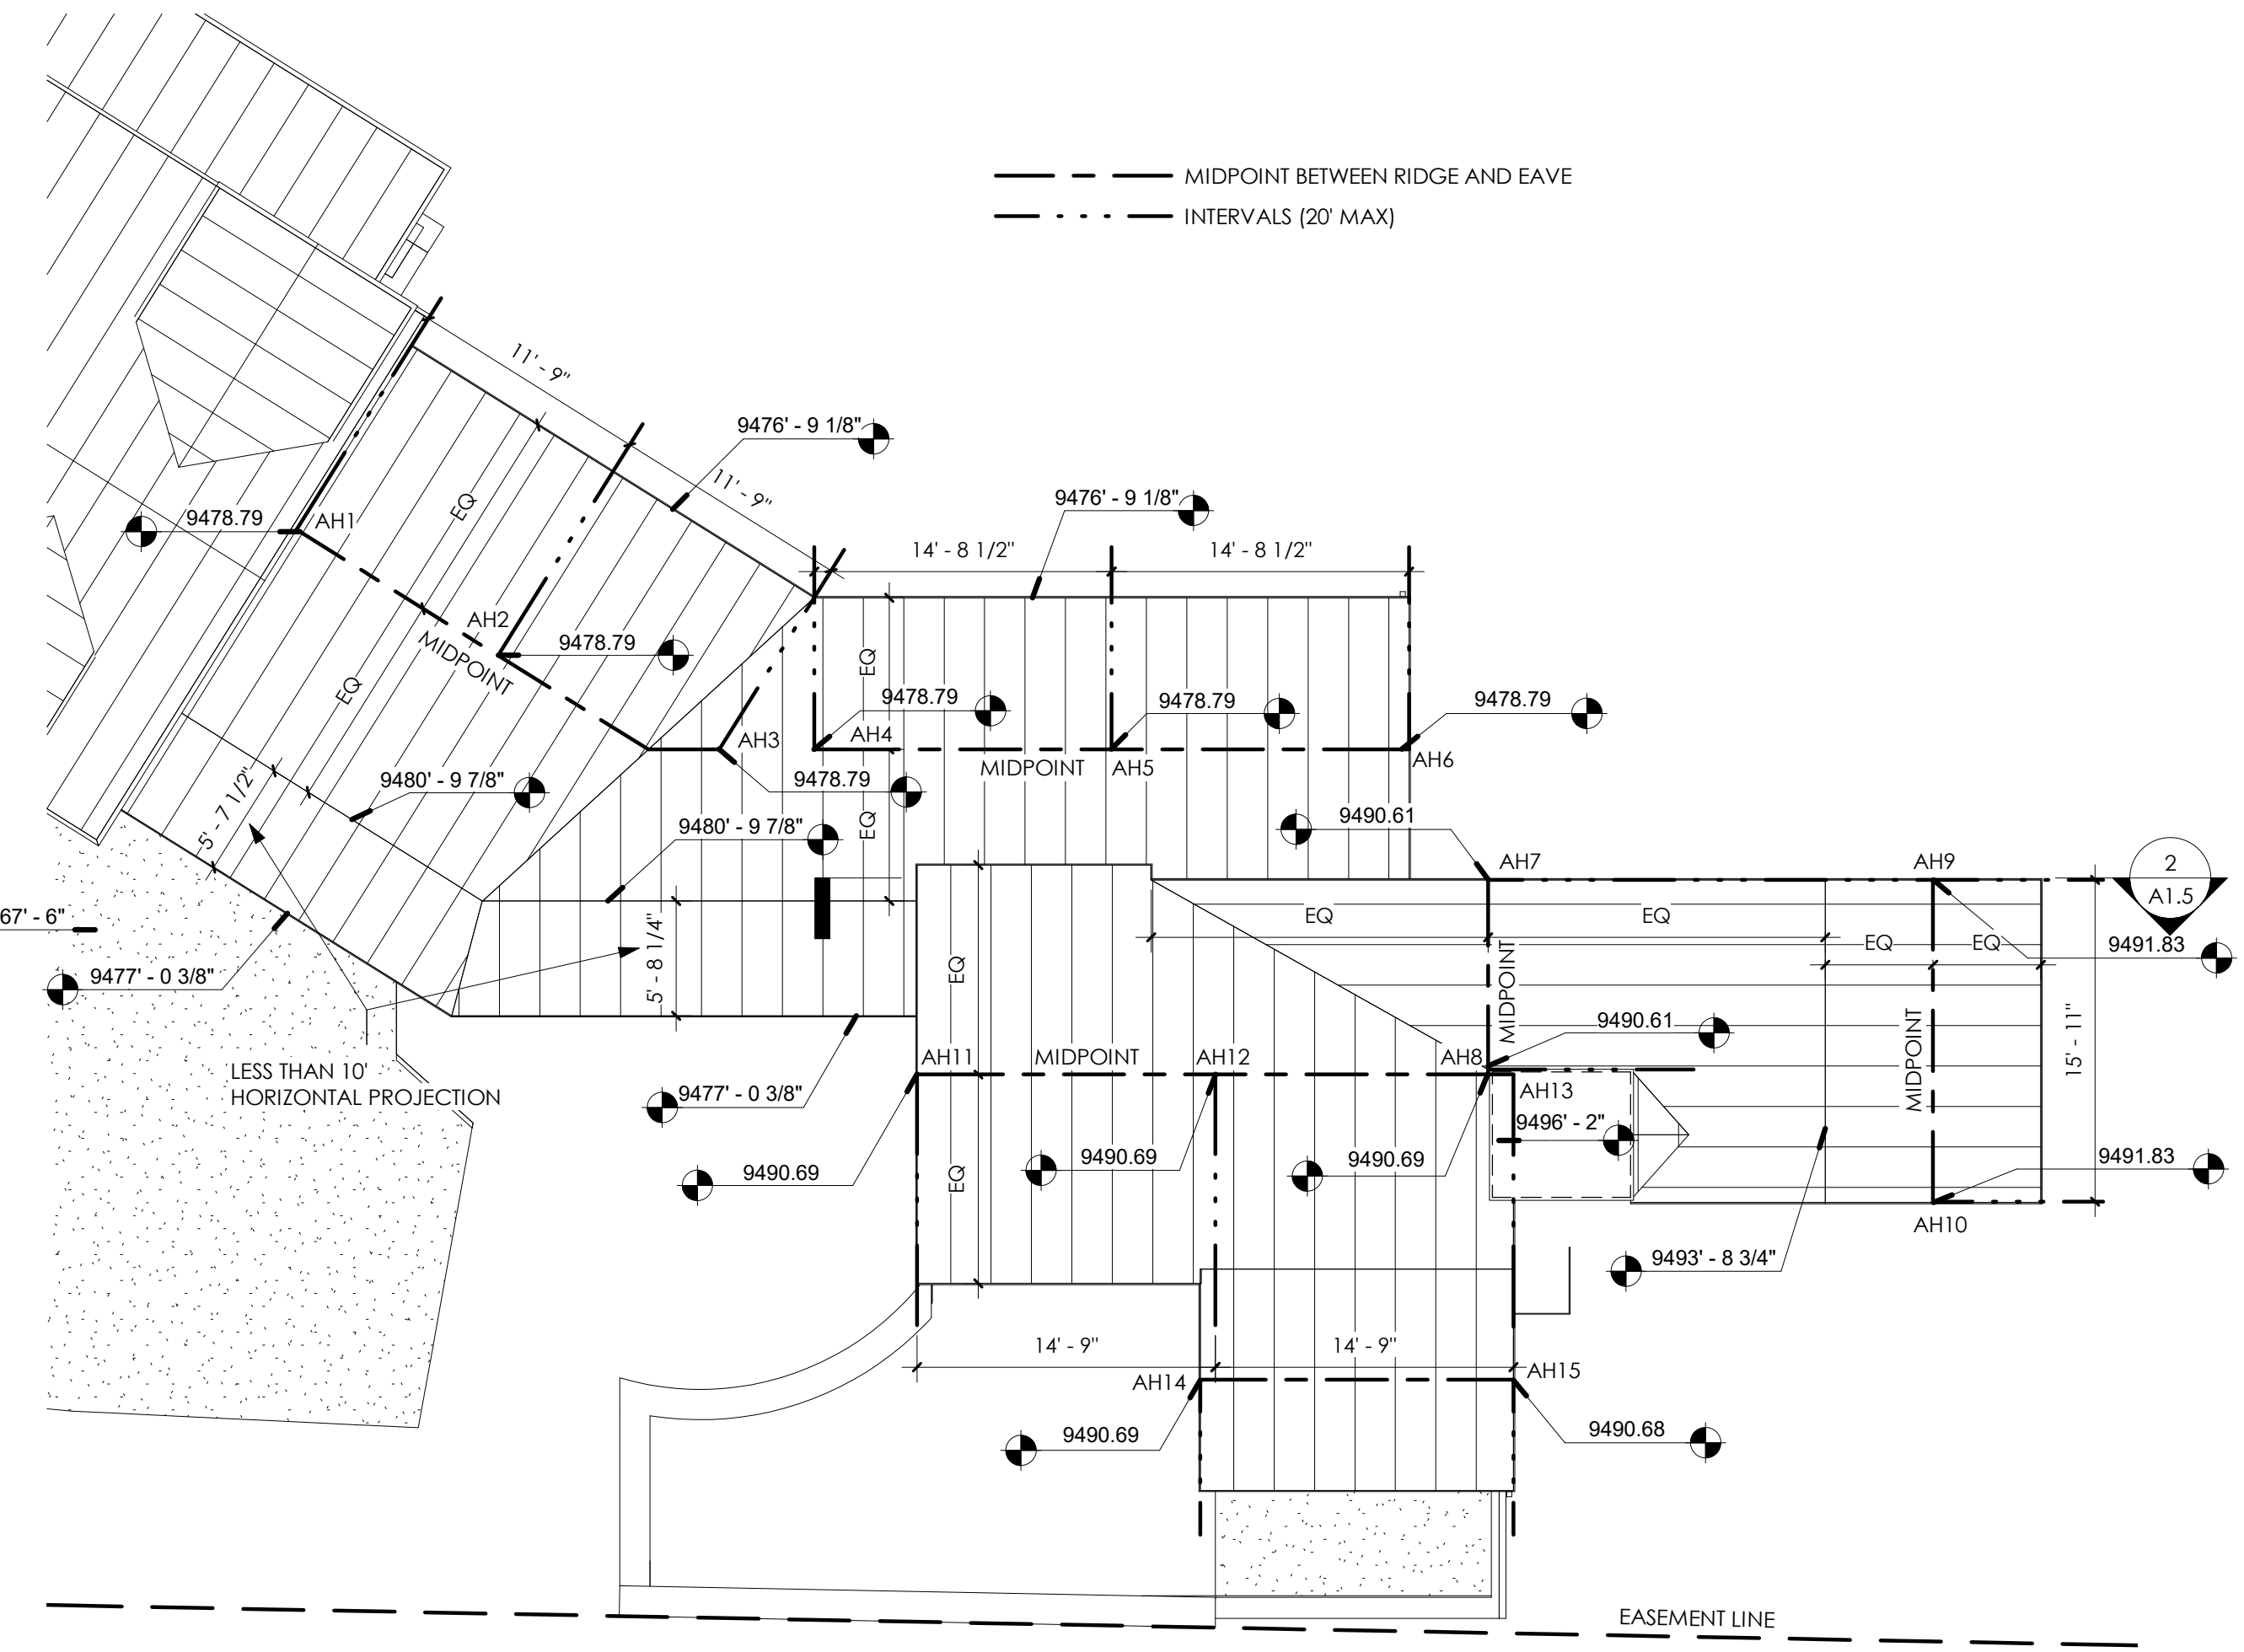 MIDPOINT BETWEEN RIDGE AND EAVE
INTERVALS (20' MAX)
11' - 9"
9476' - 9 1/8"
11' - 9"
9476' - 9 1/8"
9478.79
AH1
EQ
14' - 8 1/2"
14' - 8 1/2"
AH2
MIDPOINT
9478.79
EQ
EQ
9478.79
AH4
9478.79
9478.79
AH3
MIDPOINT
AH5
AH6
9478.79
9480' - 9 7/8"
5' - 7 1/2"
9480' - 9 7/8"
EQ
9490.61
AH7
AH9
2
A1.5
67' - 6"
9477' - 0 3/8"
5' - 8 1/4"
EQ
EQ
EQ
EQ
EQ
9491.83
MIDPOINT
9490.61
MIDPOINT
15' - 11"
LESS THAN 10'
HORIZONTAL PROJECTION
9477' - 0 3/8"
AH11
MIDPOINT
AH12
AH8
AH13
9496' - 2"
9490.69
EQ
9490.69
9490.69
9491.83
AH10
9493' - 8 3/4"
14' - 9"
14' - 9"
AH14
AH15
9490.69
9490.68
EASEMENT LINE